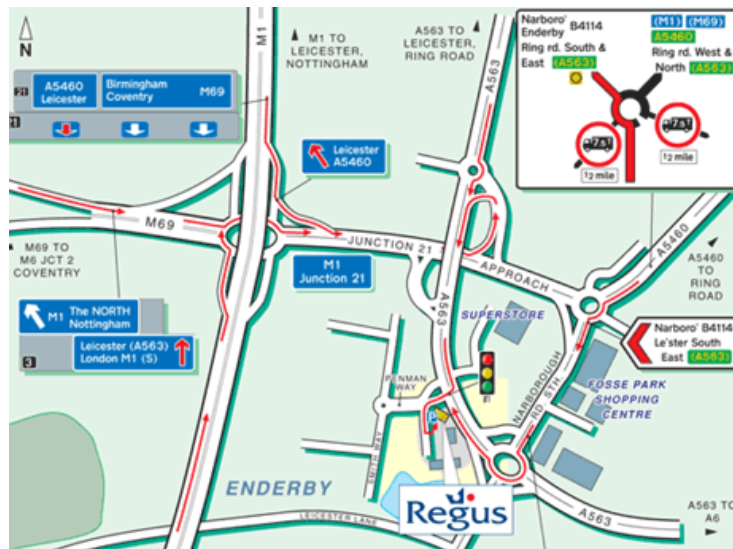 N
M1 TO
LEICESTER,
NOTTINGHAM
A563 TO
LEICESTER,
RING ROAD
M1
A563
Narboro'
Enderby B4114
Ring rd. South &
East (A563)
(M1) (M69)
A5460
Ring rd. West &
North (A563)
7.5T
7.5T
1/2 mile
1/2 mile
21
A5460
Leicester
Birmingham
Coventry
M69
21
Leicester
A5460
M69
JUNCTION 21
APPROACH
A5460
M1
Junction 21
M69 TO
M6 JCT 2
COVENTRY
A5460
TO
RING
ROAD
M1 The NORTH
Nottingham
Leicester (A563)
London M1 (S)
3
A563
SUPERSTORE
Narboro' B4114
Le'ster South
East (A563)
PENMAN
WAY
NARBOROUGH
RD. STH.
FOSSE PARK
SHOPPING
CENTRE
SMITH WAY
P
ENDERBY
LEICESTER LANE
Regus
A563
A563 TO
A6